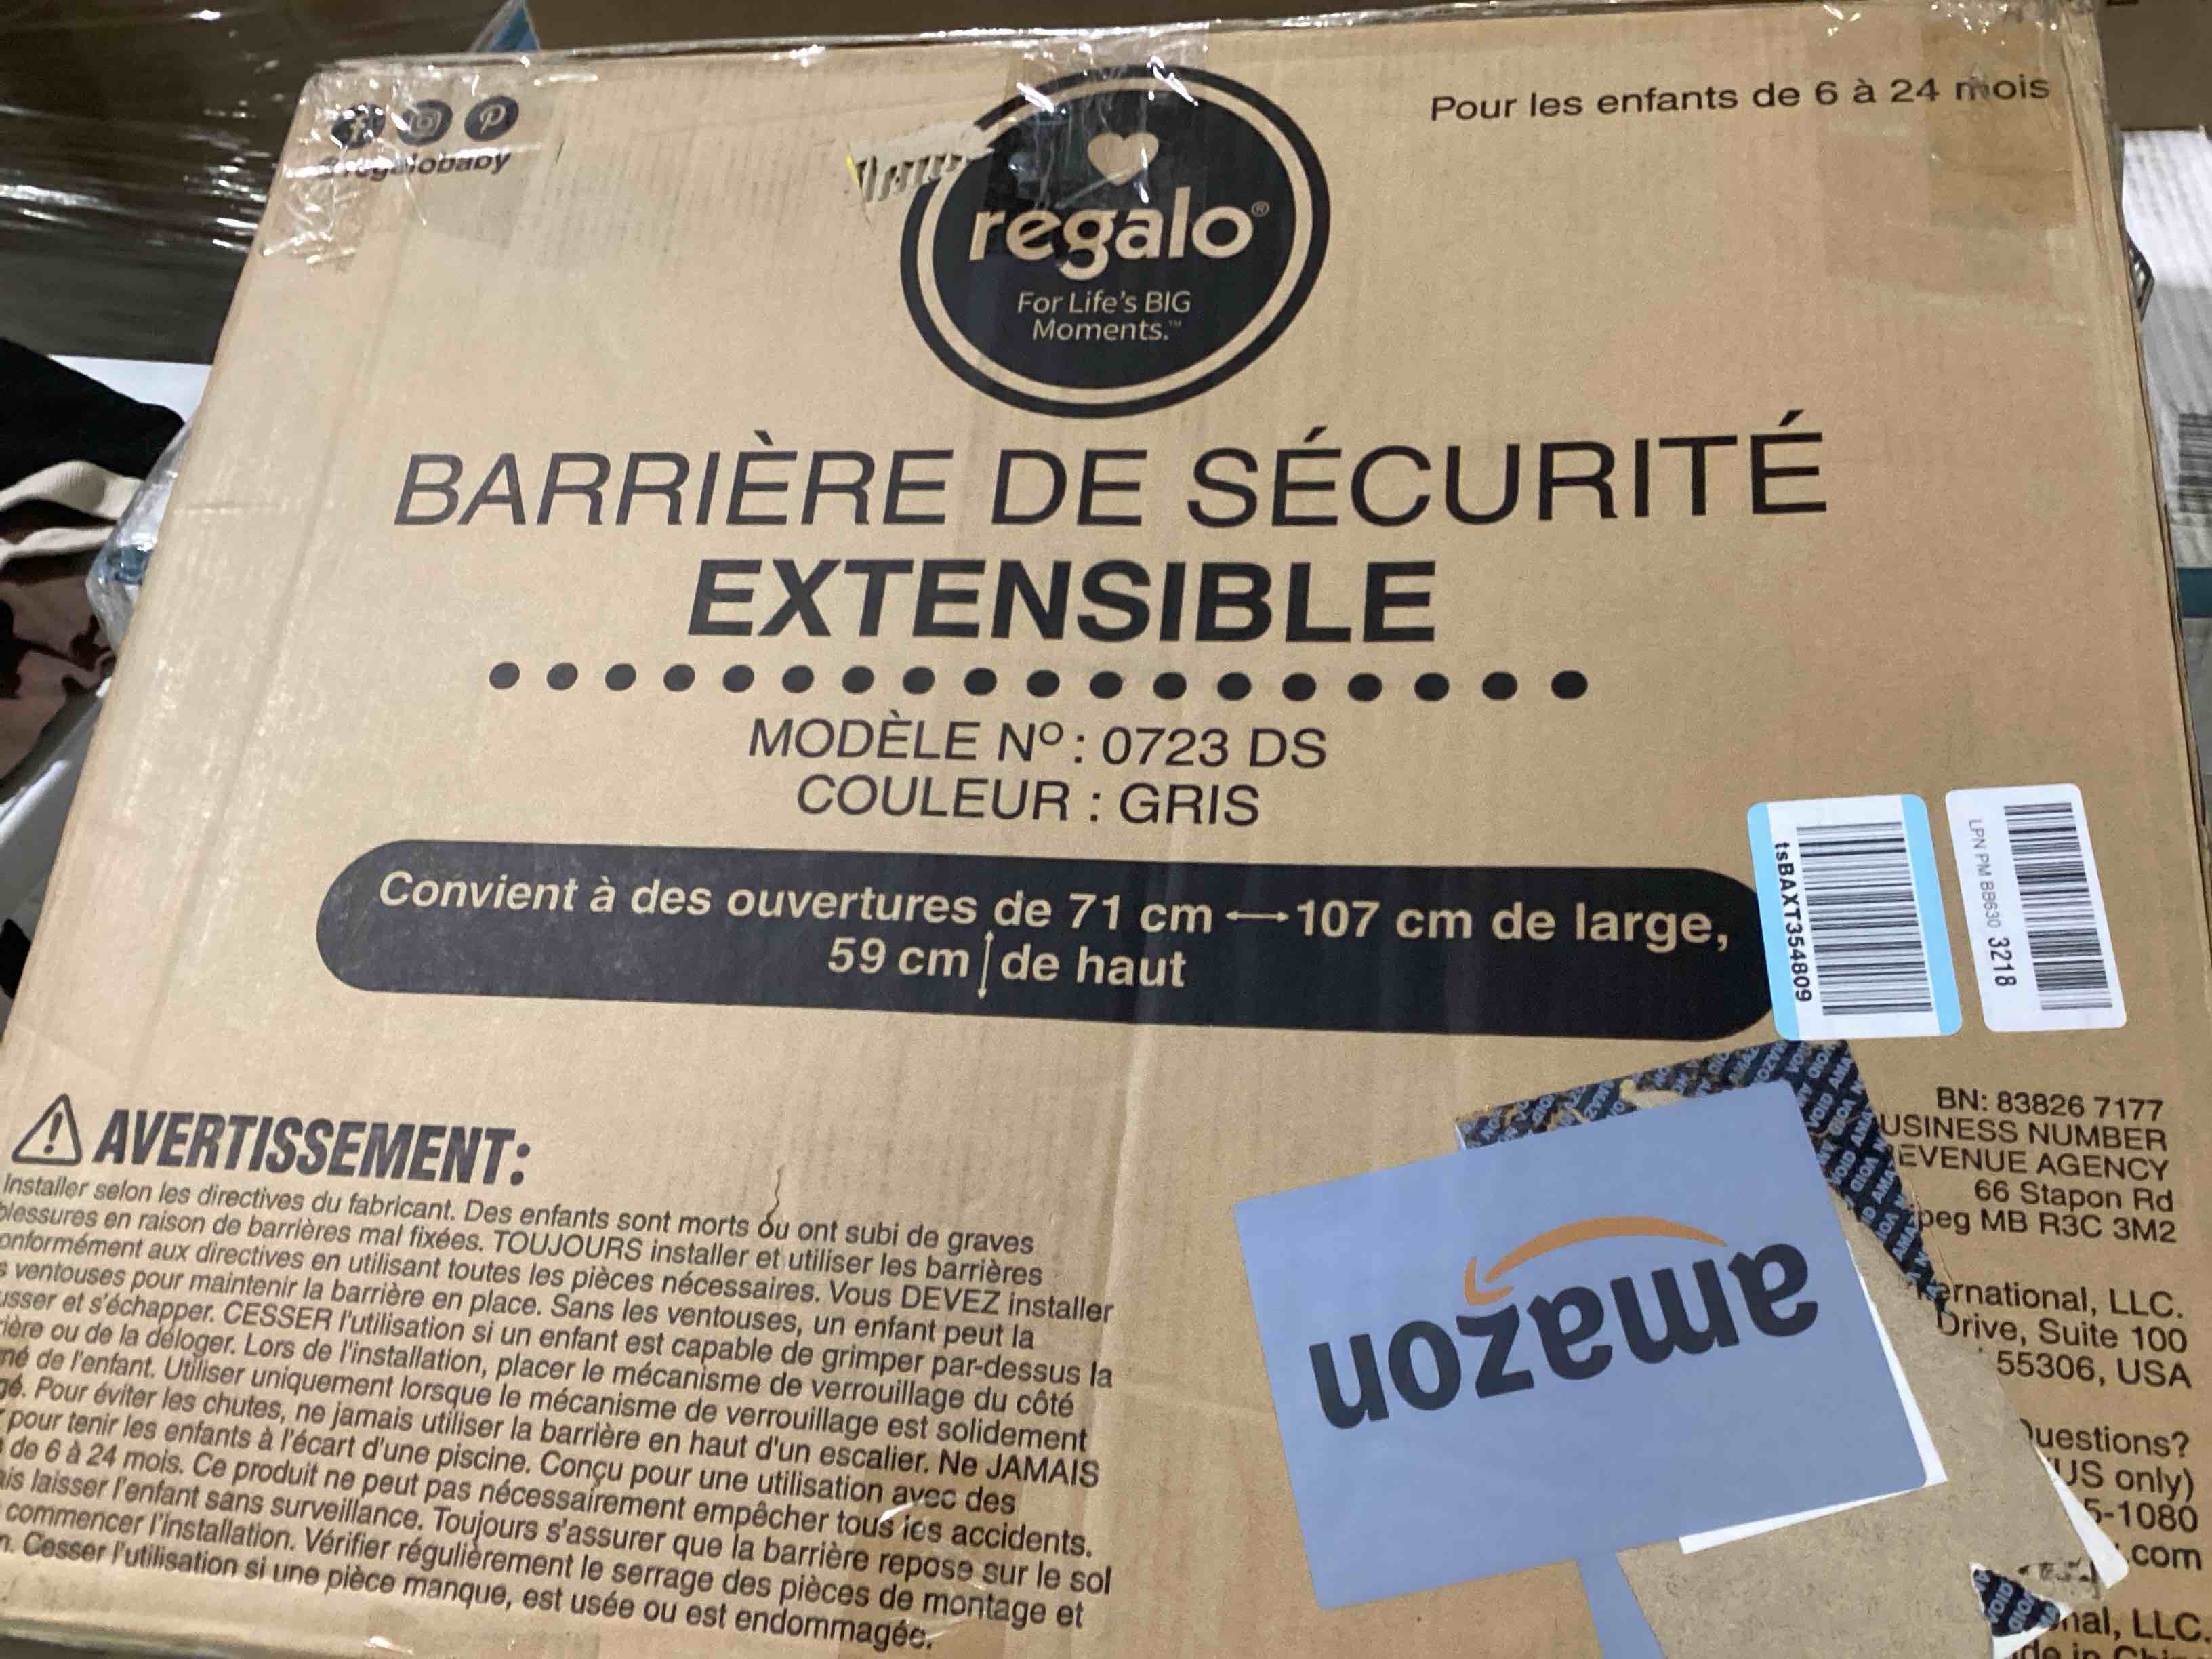 Pour les enfants de 6 à 24 mois
regalo®
For Life's BIG
Moments.™
BARRIÈRE DE SÉCURITÉ
EXTENSIBLE
MODÈLE Nº : 0723 DS
COULEUR : GRIS
Convient à des ouvertures de 71 cm ⟷ 107 cm de large,
59 cm ↕ de haut
tsBAXT354809
LPN PM BB630 3218
AVERTISSEMENT:
Installer selon les directives du fabricant. Des enfants sont morts ou ont subi de graves
blessures en raison de barrières mal fixées. TOUJOURS installer et utiliser les barrières
conformément aux directives en utilisant toutes les pièces nécessaires. Vous DEVEZ installer
ventouses pour maintenir la barrière en place. Sans les ventouses, un enfant peut la
et s'échapper. CESSER l'utilisation si un enfant est capable de grimper par-dessus la
ou de la déloger. Lors de l'installation, placer le mécanisme de verrouillage du côté
de l'enfant. Utiliser uniquement lorsque le mécanisme de verrouillage est solidement
Pour éviter les chutes, ne jamais utiliser la barrière en haut d'un escalier. Ne JAMAIS
pour tenir les enfants à l'écart d'une piscine. Conçu pour une utilisation avec des
de 6 à 24 mois. Ce produit ne peut pas nécessairement empêcher tous les accidents.
laisser l'enfant sans surveillance. Toujours s'assurer que la barrière repose sur le sol
commencer l'installation. Vérifier régulièrement le serrage des pièces de montage et
Cesser l'utilisation si une pièce manque, est usée ou est endommagée.
amazon
BN: 83826 7177
USINESS NUMBER
EVENUE AGENCY
66 Stapon Rd
peg MB R3C 3M2
ernational, LLC.
Drive, Suite 100
55306, USA
Questions?
(US only)
5-1080
.com
nal, LLC.